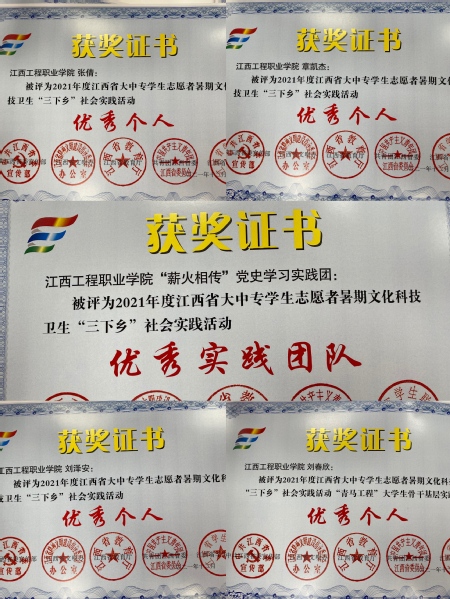 获奖证书
江西工程职业学院 张倩:
被评为2021年度江西省大中专学生志愿者暑期文化
技卫生“三下乡”社会实践活动
优秀个人
获奖证书
江西工程职业学院 章凯杰:
被评为2021年度江西省大中专学生志愿者暑期文化科
技卫生“三下乡”社会实践活动
优秀个人
获奖证书
江西工程职业学院“薪火相传”党史学习实践团:
被评为2021年度江西省大中专学生志愿者暑期文化科技
卫生“三下乡”社会实践活动
优秀实践团队
获奖证书
江西工程职业学院 刘泽安:
被评为2021年度江西省大中专学生志愿者暑期文化科
技卫生“三下乡”社会实践活动
优秀个人
获奖证书
江西工程职业学院 刘春欣:
被评为2021年度江西省大中专学生志愿者暑期文化科
“三下乡”社会实践活动“青马工程”大学生骨干基层实践
优秀个人